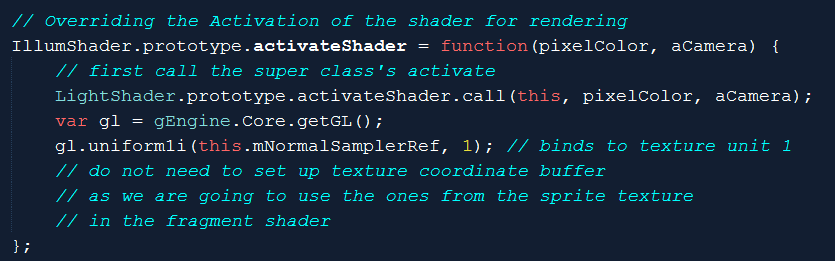 // Overriding the Activation of the shader for rendering
IllumShader.prototype.activateShader = function(pixelColor, aCamera) {
    // first call the super class's activate
    LightShader.prototype.activateShader.call(this, pixelColor, aCamera);
    var gl = gEngine.Core.getGL();
    gl.uniform1i(this.mNormalSamplerRef, 1); // binds to texture unit 1
    // do not need to set up texture coordinate buffer
    // as we are going to use the ones from the sprite texture
    // in the fragment shader
};